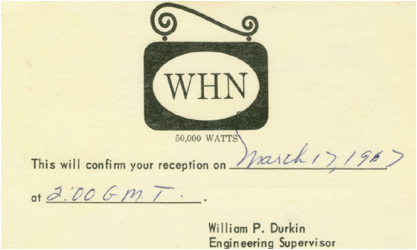 WHN
50,000 WATTS
This will confirm your reception on March 17, 1967
at 2:00 GMT.
William P. Durkin
Engineering Supervisor